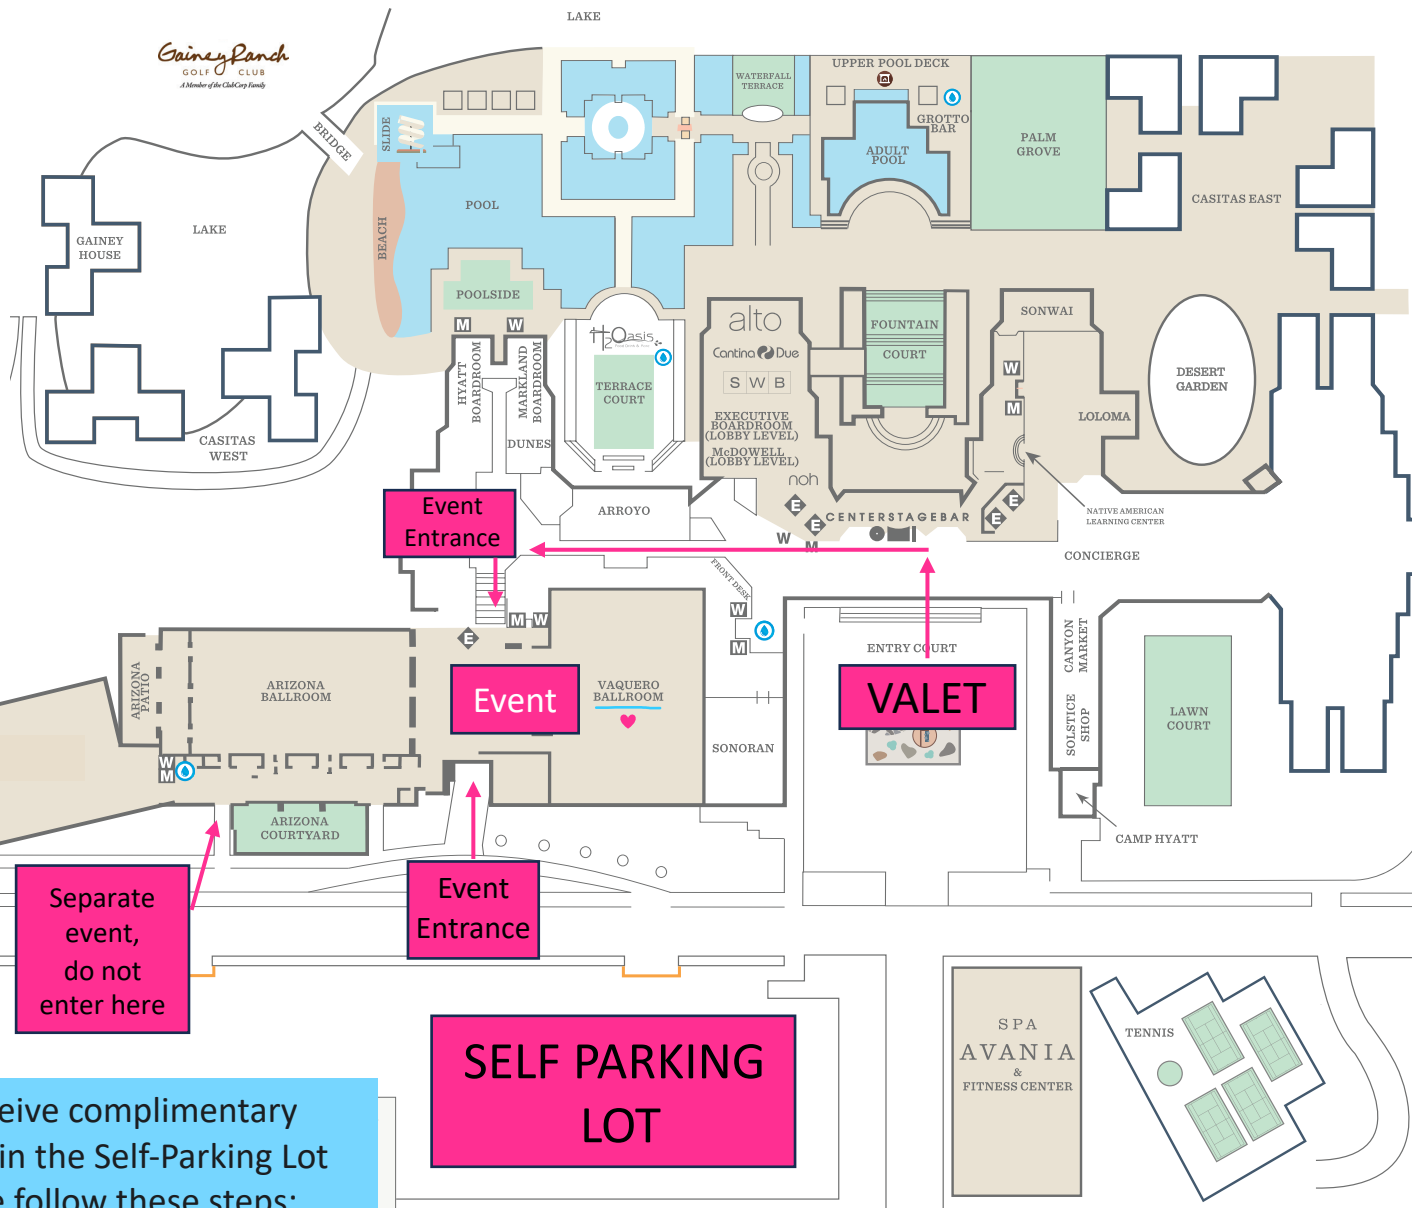 LAKE
Gainey Ranch
GOLF CLUB
A Member of the ClubCorp Family
BRIDGE
SLIDE
BEACH
POOL
POOLSIDE
M
W
WATERFALL
TERRACE
UPPER POOL DECK
GROTTO
BAR
ADULT
POOL
PALM
GROVE
CASITAS EAST
GAINEY
HOUSE
LAKE
CASITAS
WEST
HYATT
BOARDROOM
MARKLAND
BOARDROOM
DUNES
H2Oasis
TERRACE
COURT
ARROYO
alto
Cantina Due
SWB
EXECUTIVE
BOARDROOM
(LOBBY LEVEL)
McDOWELL
(LOBBY LEVEL)
noh
E
E
W
M
CENTERSTAGEBAR
FOUNTAIN
COURT
SONWAI
W
M
LOLOMA
E
E
NATIVE AMERICAN
LEARNING CENTER
DESERT
GARDEN
CONCIERGE
Event
Entrance
FRONT DESK
W
M
M
W
E
ARIZONA
PATIO
ARIZONA
BALLROOM
W
M
Event
VAQUERO
BALLROOM
SONORAN
ENTRY COURT
VALET
CANYON
MARKET
SOLSTICE
SHOP
LAWN
COURT
CAMP HYATT
ARIZONA
COURTYARD
Separate
event,
do not
enter here
Event
Entrance
SELF PARKING
LOT
SPA
AVANIA
&
FITNESS CENTER
TENNIS
eive complimentary
in the Self-Parking Lot
e follow these steps: